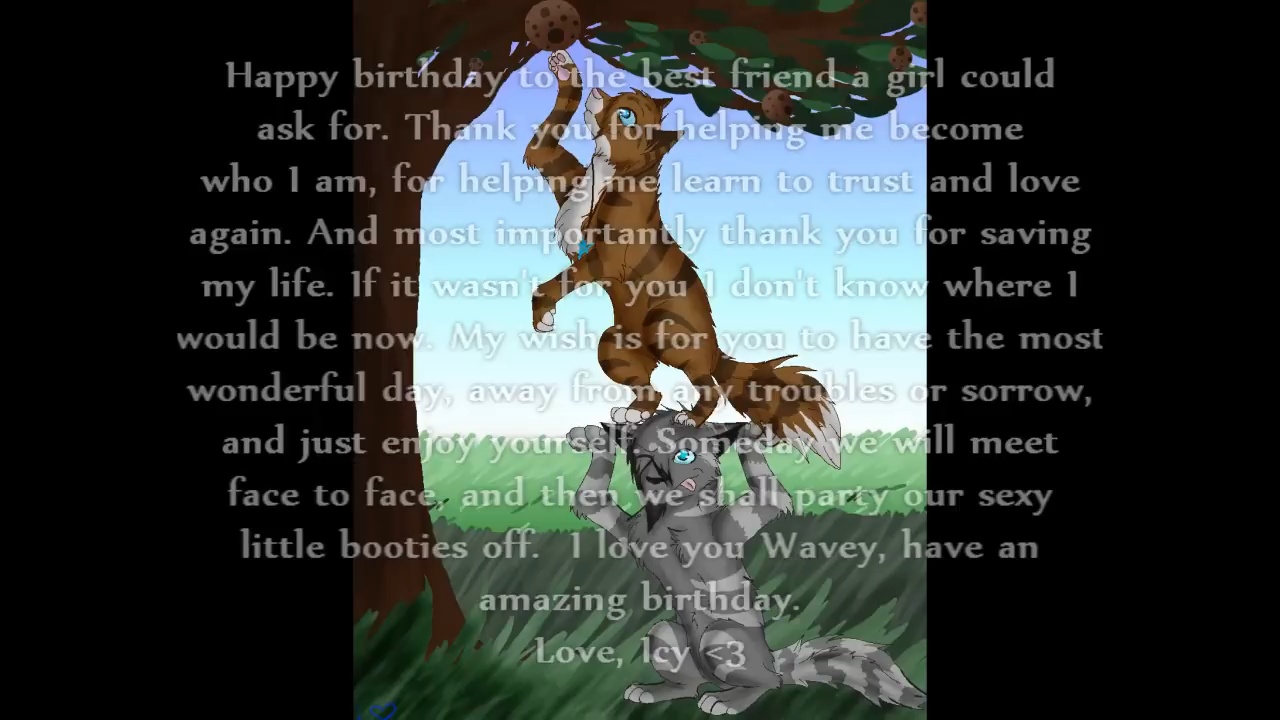 Happy birthday to the best friend a girl could
ask for. Thank you for helping me become
who I am, for helping me learn to trust and love
again. And most importantly thank you for saving
my life. If it wasn't for you I don't know where I
would be now. My wish is for you to have the most
wonderful day, away from any troubles or sorrow,
and just enjoy yourself. Someday we will meet
face to face, and then we shall party our sexy
little booties off.  I love you Wavey, have an
amazing birthday.
Love, Icy <3